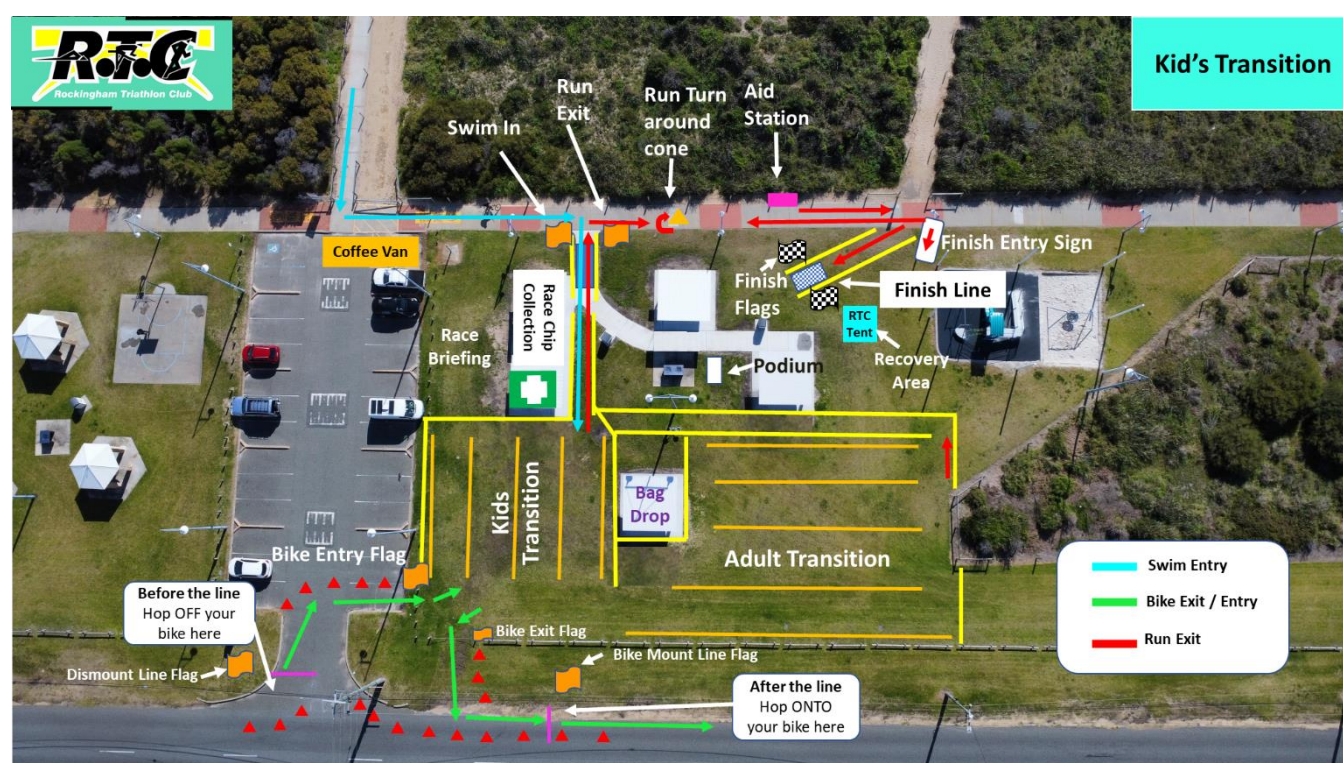 R.T.C
Rockingham Triathlon Club
Kid's Transition
Swim In
Run
Exit
Run Turn
around
cone
Aid
Station
Coffee Van
Finish Entry Sign
Finish
Flags
Finish Line
RTC
Tent
Recovery
Area
Race Chip
Collection
Race
Briefing
Podium
Kids
Transition
Bag
Drop
Adult Transition
Bike Entry Flag
Before the line
Hop OFF your
bike here
Dismount Line Flag
Bike Exit Flag
Bike Mount Line Flag
After the line
Hop ONTO
your bike here
Swim Entry
Bike Exit / Entry
Run Exit